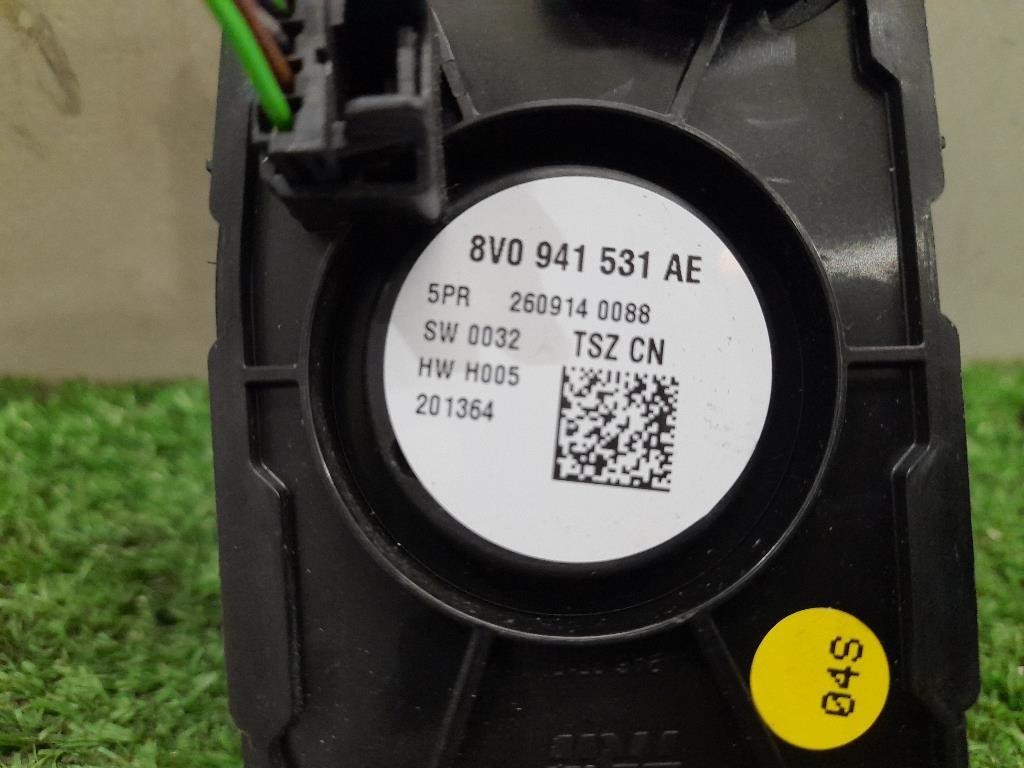 8V0 941 531 AE
5PR 260914 0088
SW 0032 TSZ CN
HW H005
201364
04S